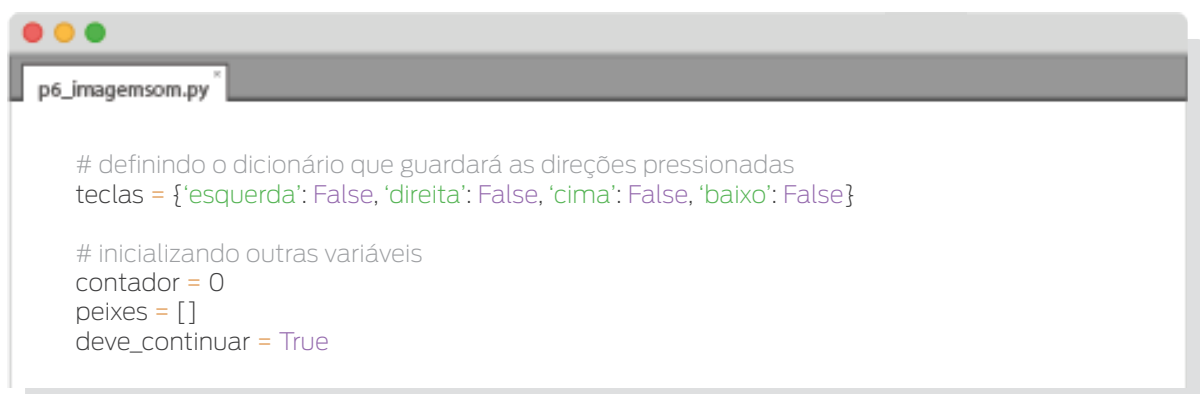 p6_imagemsom.py ×
# definindo o dicionário que guardará as direções pressionadas
teclas = {‘esquerda’: False, ‘direita’: False, ‘cima’: False, ‘baixo’: False}
# inicializando outras variáveis
contador = 0
peixes = []
deve_continuar = True